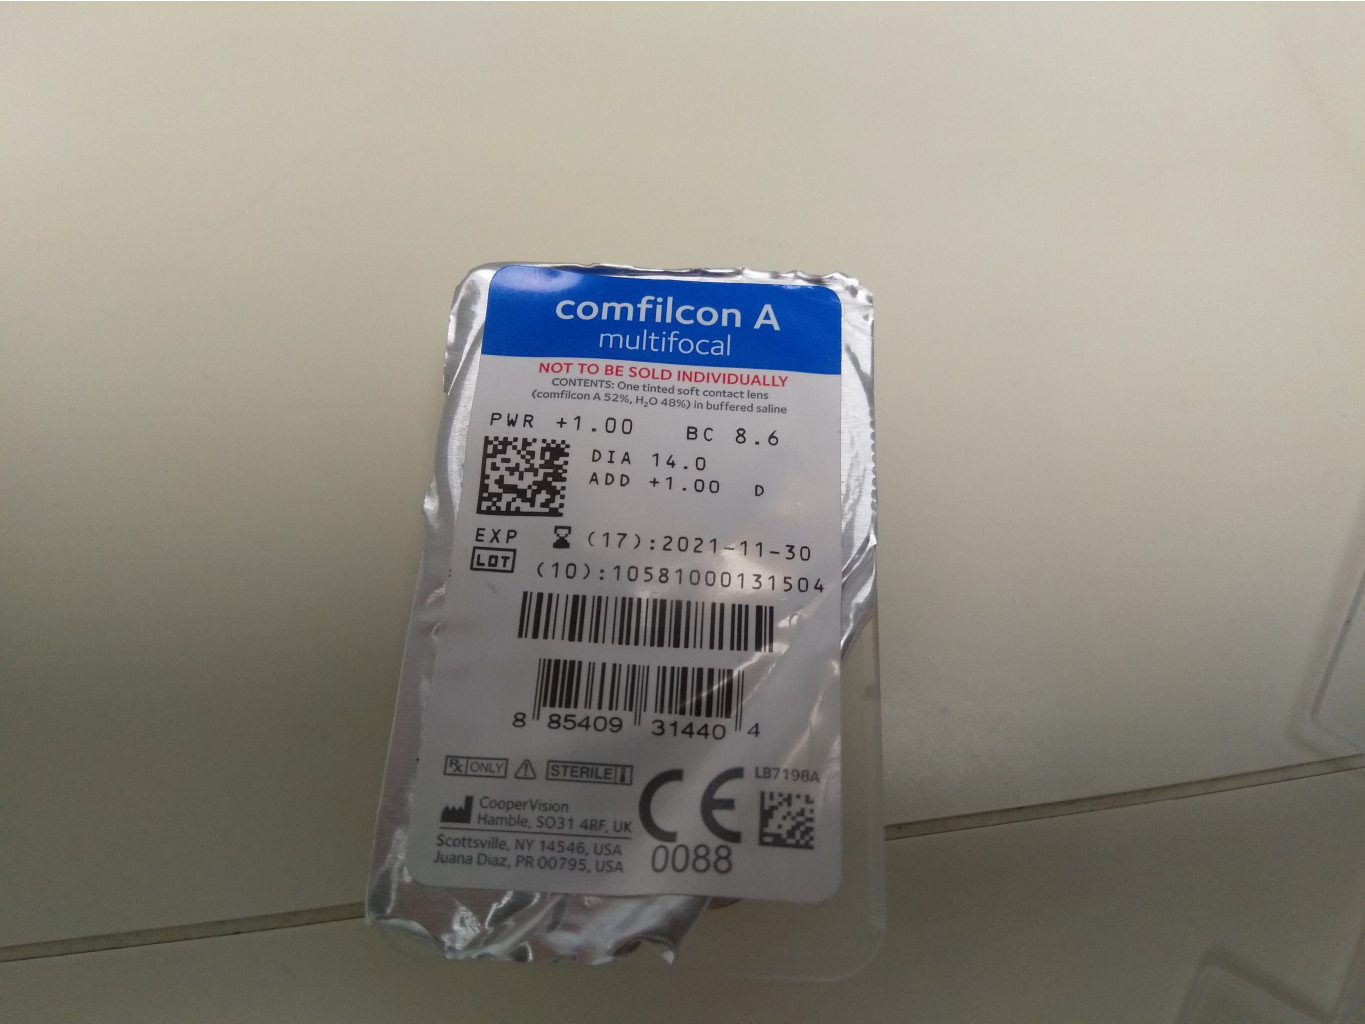 comfilcon A
multifocal
NOT TO BE SOLD INDIVIDUALLY
CONTENTS: One tinted soft contact lens
(comfilcon A 52%, H₂O 48%) in buffered saline
PWR +1.00 BC 8.6
DIA 14.0
ADD +1.00 D
EXP (17):2021-11-30
LOT (10):10581000131504
8 85409 31440 4
Rx ONLY STERILE
LB7198A
CooperVision
Hamble, SO31 4RF, UK
Scottsville, NY 14546, USA
Juana Diaz, PR 00795, USA
CE
0088